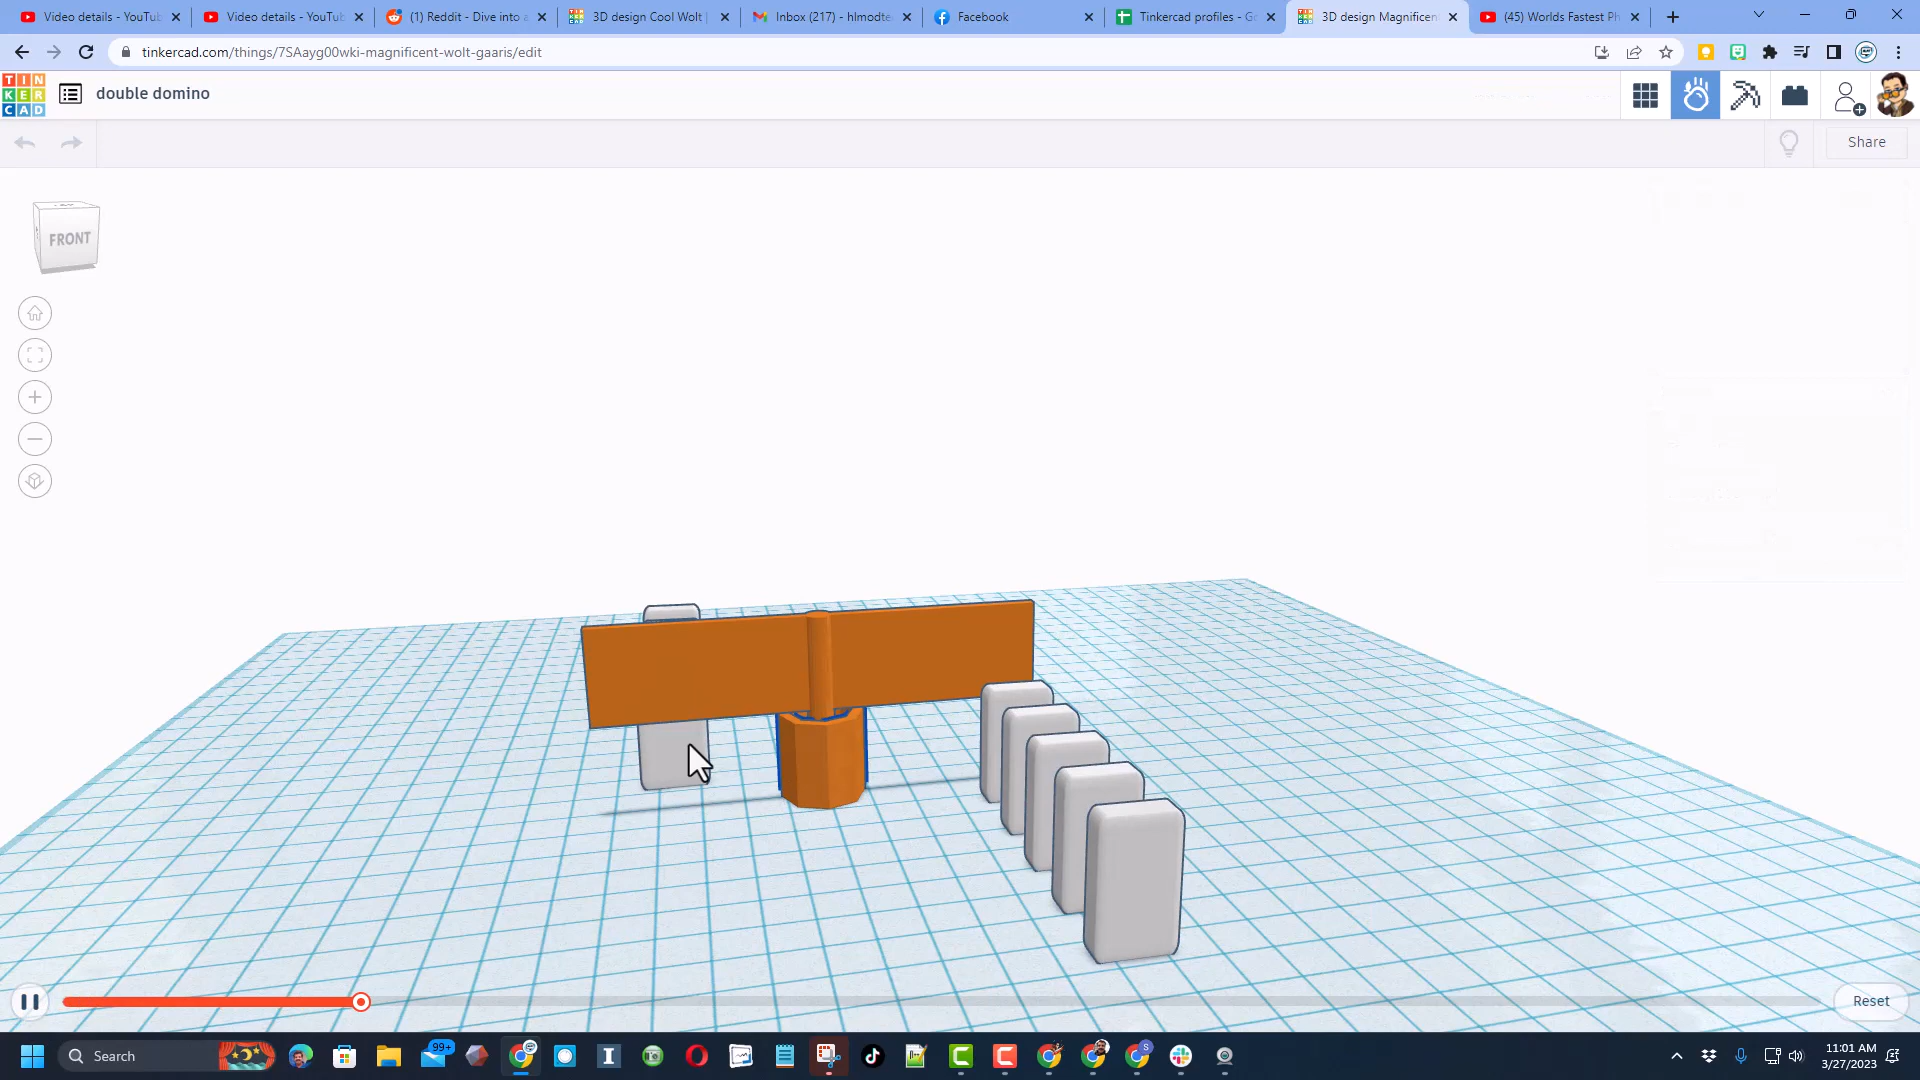 Video details - YouTub
Video details - YouTub
(1) Reddit - Dive into a
3D design Cool Wolt |
Inbox (217) - hlmodte
Facebook
Tinkercad profiles - Go
3D design Magnificen
(45) Worlds Fastest Ph
tinkercad.com/things/7SAayg00wki-magnificent-wolt-gaaris/edit
TIN
KER
CAD
double domino
Share
FRONT
Reset
Search
99+
S
11:01 AM
3/27/2023